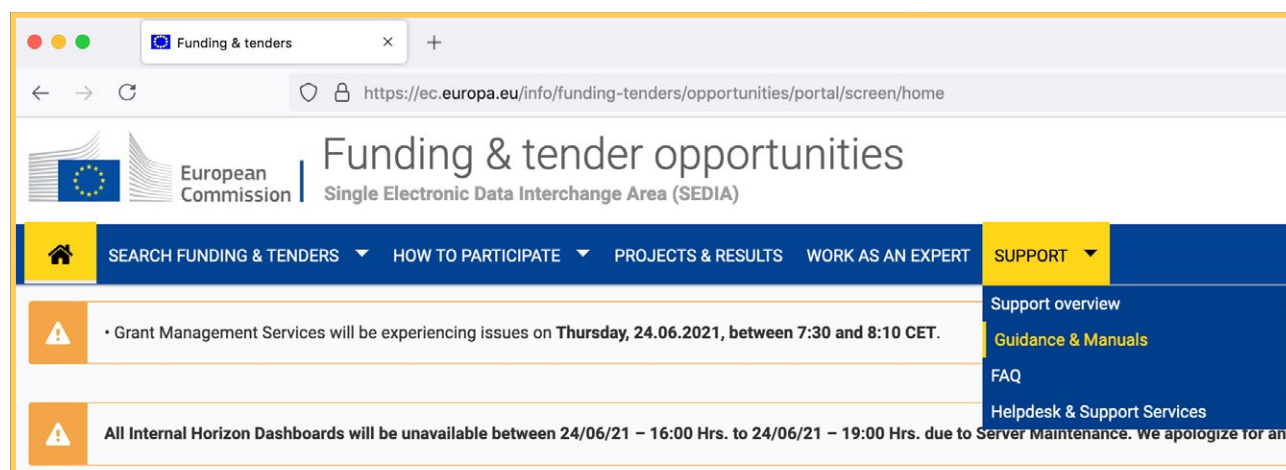 Funding & tenders
https://ec.europa.eu/info/funding-tenders/opportunities/portal/screen/home
European
Commission
Funding & tender opportunities
Single Electronic Data Interchange Area (SEDIA)
SEARCH FUNDING & TENDERS HOW TO PARTICIPATE PROJECTS & RESULTS WORK AS AN EXPERT SUPPORT
Support overview
Guidance & Manuals
FAQ
Helpdesk & Support Services
• Grant Management Services will be experiencing issues on Thursday, 24.06.2021, between 7:30 and 8:10 CET.
All Internal Horizon Dashboards will be unavailable between 24/06/21 – 16:00 Hrs. to 24/06/21 – 19:00 Hrs. due to Server Maintenance. We apologize for an